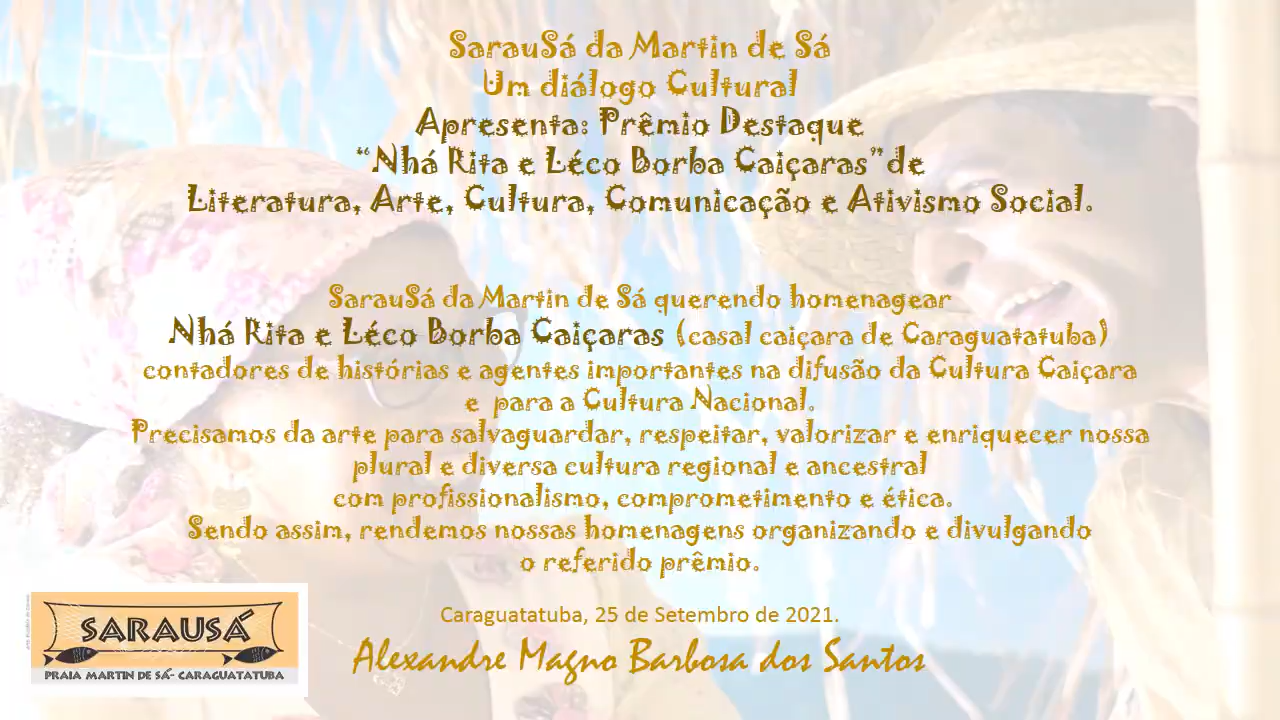 SarauSá da Martin de Sá
Um diálogo Cultural
Apresenta: Prêmio Destaque
“Nhá Rita e Léco Borba Caiçaras” de
Literatura, Arte, Cultura, Comunicação e Ativismo Social.
SarauSá da Martin de Sá querendo homenagear
Nhá Rita e Léco Borba Caiçaras (casal caiçara de Caraguatatuba)
contadores de histórias e agentes importantes na difusão da Cultura Caiçara
e para a Cultura Nacional.
Precisamos da arte para salvaguardar, respeitar, valorizar e enriquecer nossa
plural e diversa cultura regional e ancestral
com profissionalismo, comprometimento e ética.
Sendo assim, rendemos nossas homenagens organizando e divulgando
o referido prêmio.
Caraguatatuba, 25 de Setembro de 2021.
Alexandre Magno Barbosa dos Santos
SARAUSÁ
PRAIA MARTIN DE SÁ- CARAGUATATUBA